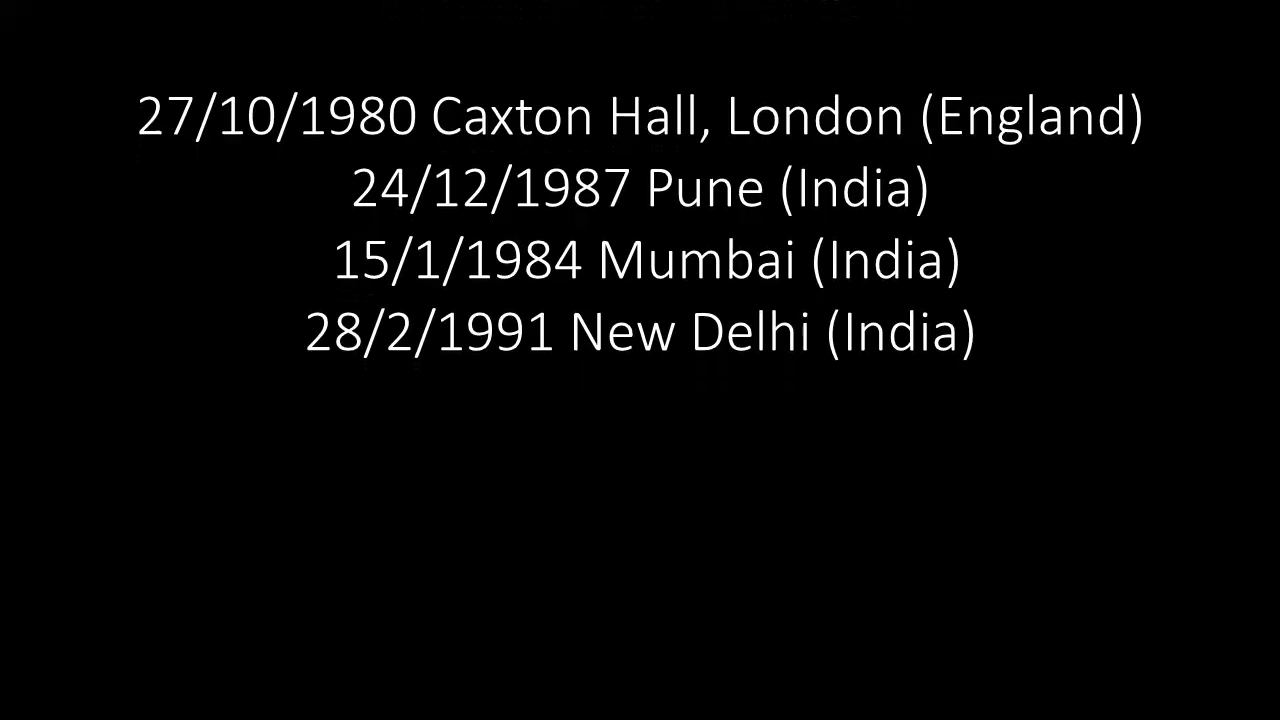 27/10/1980 Caxton Hall, London (England)
24/12/1987 Pune (India)
15/1/1984 Mumbai (India)
28/2/1991 New Delhi (India)